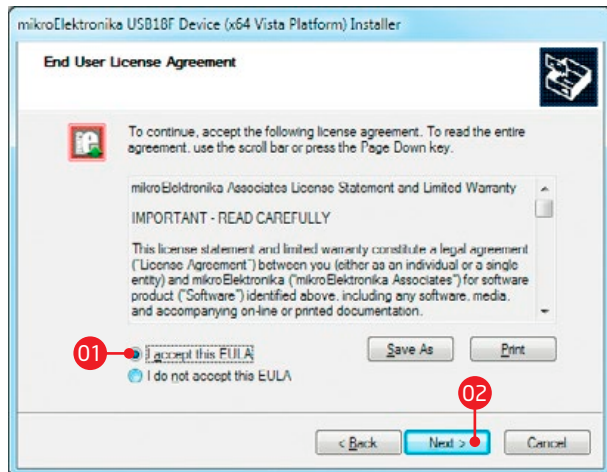 mikroElektronika USB18F Device (x64 Vista Platform) Installer
End User License Agreement
To continue, accept the following license agreement. To read the entire
agreement, use the scroll bar or press the Page Down key.
mikroElektronika Associates License Statement and Limited Warranty
IMPORTANT - READ CAREFULLY
This license statement and limited warranty constitute a legal agreement
("License Agreement") between you (either as an individual or a single
entity) and mikroElektronika ("mikroElektronika Associates") for software
product ("Software") identified above, including any software, media,
and accompanying on-line or printed documentation.
01 I accept this EULA
Save As Print
I do not accept this EULA
02
< Back Next > Cancel